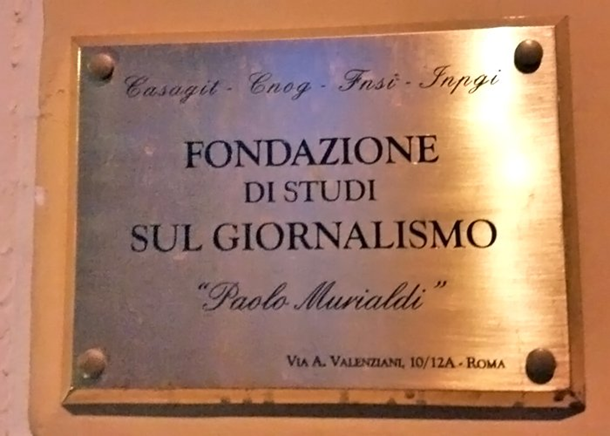 Casagit - Cnog - Fnsi - Inpgi
FONDAZIONE
DI STUDI
SUL GIORNALISMO
"Paolo Murialdi"
VIA A. VALENZIANI, 10/12A - ROMA